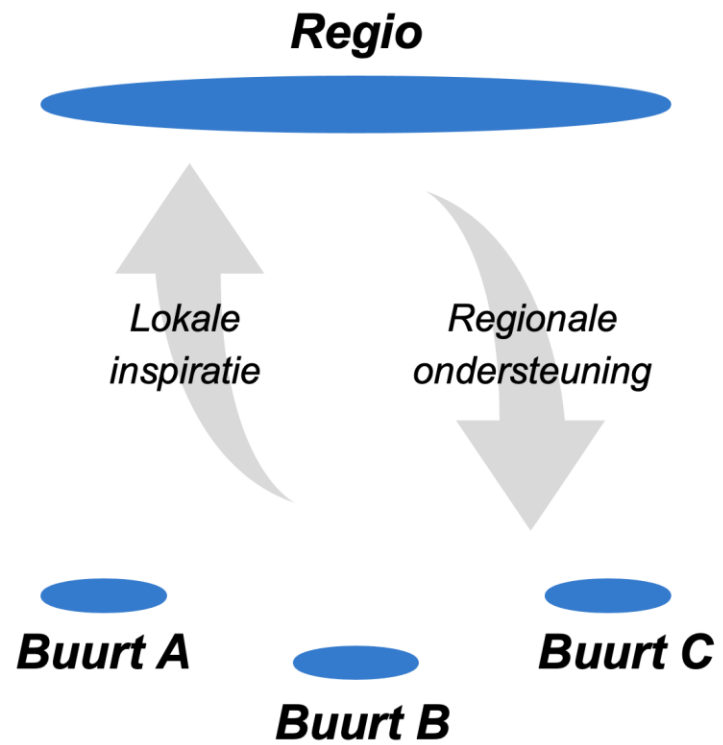 Regio
Lokale
inspiratie
Regionale
ondersteuning
Buurt A
Buurt B
Buurt C